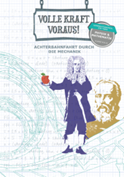 VOLLE KRAFT
VORAUS!
ACHTERBAHNFAHRT DURCH
DIE MECHANIK